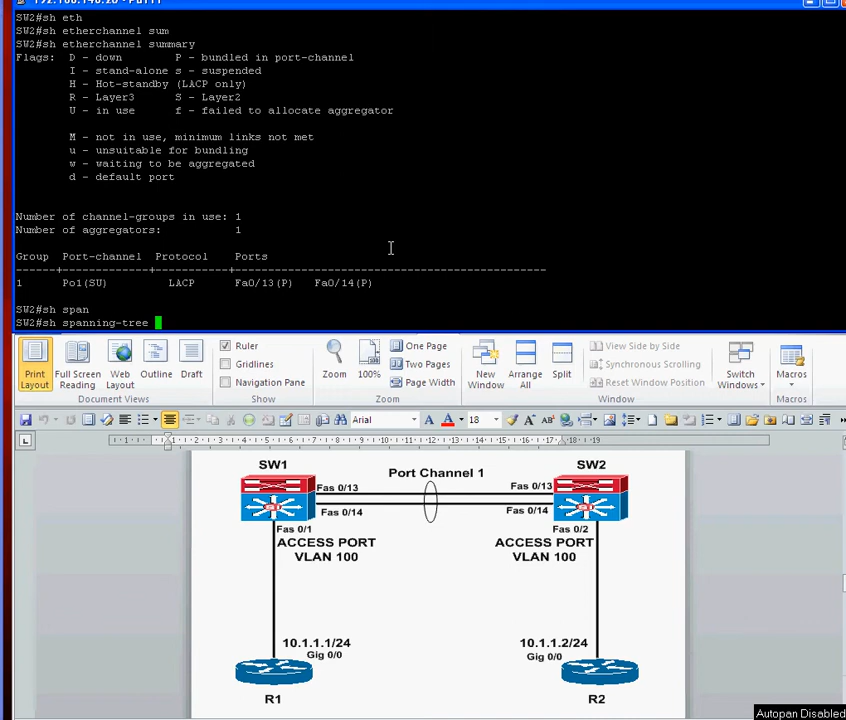 SW2#sh eth
SW2#sh etherchannel sum
SW2#sh etherchannel summary
Flags:  D - down        P - bundled in port-channel
I - stand-alone s - suspended
H - Hot-standby (LACP only)
R - Layer3      S - Layer2
U - in use      f - failed to allocate aggregator
M - not in use, minimum links not met
u - unsuitable for bundling
w - waiting to be aggregated
d - default port
Number of channel-groups in use: 1
Number of aggregators:           1
Group  Port-channel  Protocol    Ports
------+-------------+-----------+-----------------------------------------------
1      Po1(SU)         LACP      Fa0/13(P)   Fa0/14(P)
SW2#sh span
SW2#sh spanning-tree
Print Layout
Full Screen Reading
Web Layout
Outline
Draft
Document Views
Ruler
Gridlines
Navigation Pane
Show
Zoom
100%
One Page
Two Pages
Page Width
Zoom
New Window
Arrange All
Split
View Side by Side
Synchronous Scrolling
Reset Window Position
Window
Switch Windows
Macros
Macros
Arial
18
SW1
Port Channel 1
SW2
Fas 0/13
Fas 0/13
Fas 0/14
Fas 0/14
Fas 0/1
Fas 0/2
ACCESS PORT
VLAN 100
ACCESS PORT
VLAN 100
10.1.1.1/24
Gig 0/0
10.1.1.2/24
Gig 0/0
R1
R2
Autopan Disabled